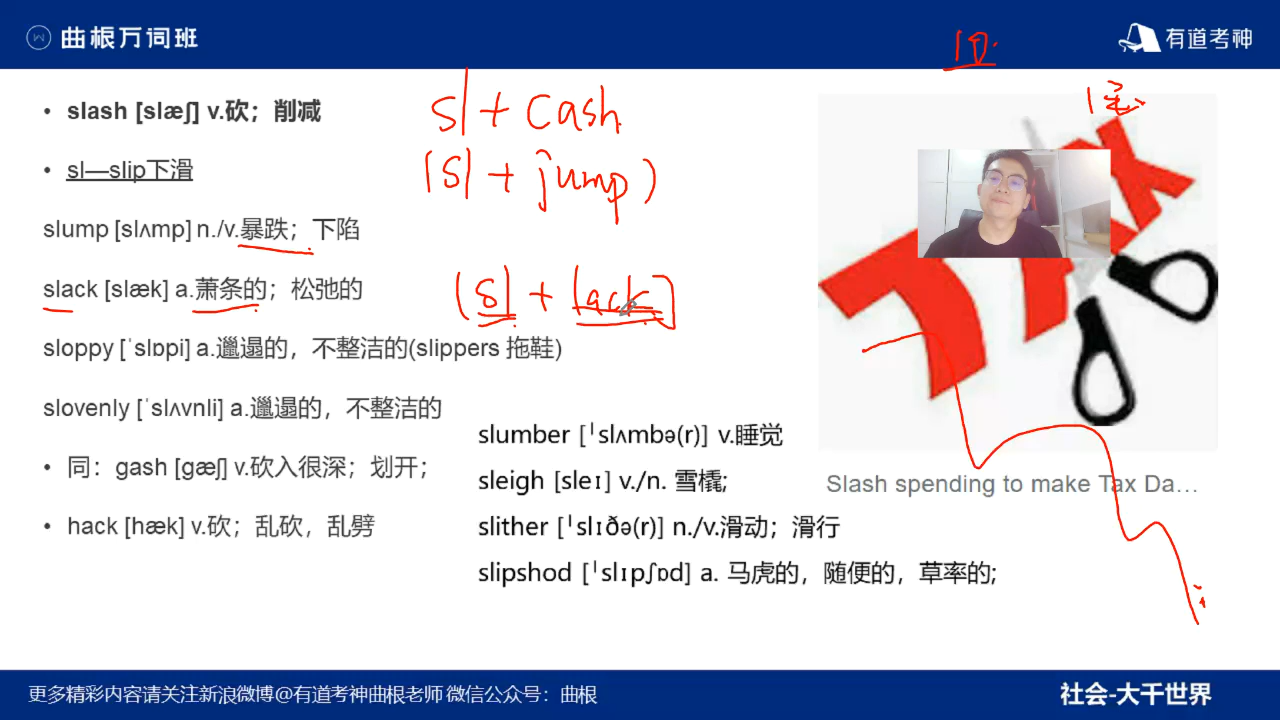 曲根万词班
有道考神
• slash [slæʃ] v.砍；削减
sl + cash
• sl—slip下滑
(sl + jump)
slump [slʌmp] n./v.暴跌；下陷
slack [slæk] a.萧条的；松弛的
(sl + lack)
sloppy [ˈslɒpi] a.邋遢的，不整洁的(slippers 拖鞋)
slovenly [ˈslʌvnli] a.邋遢的，不整洁的
• 同：gash [gæʃ] v.砍入很深；划开；
• hack [hæk] v.砍；乱砍，乱劈
slumber [ˈslʌmbə(r)] v.睡觉
sleigh [sleɪ] v./n. 雪橇;
slither [ˈslɪðə(r)] n./v.滑动；滑行
slipshod [ˈslɪpʃɒd] a. 马虎的，随便的，草率的;
Slash spending to make Tax Da…
更多精彩内容请关注新浪微博@有道考神曲根老师 微信公众号：曲根
社会-大千世界